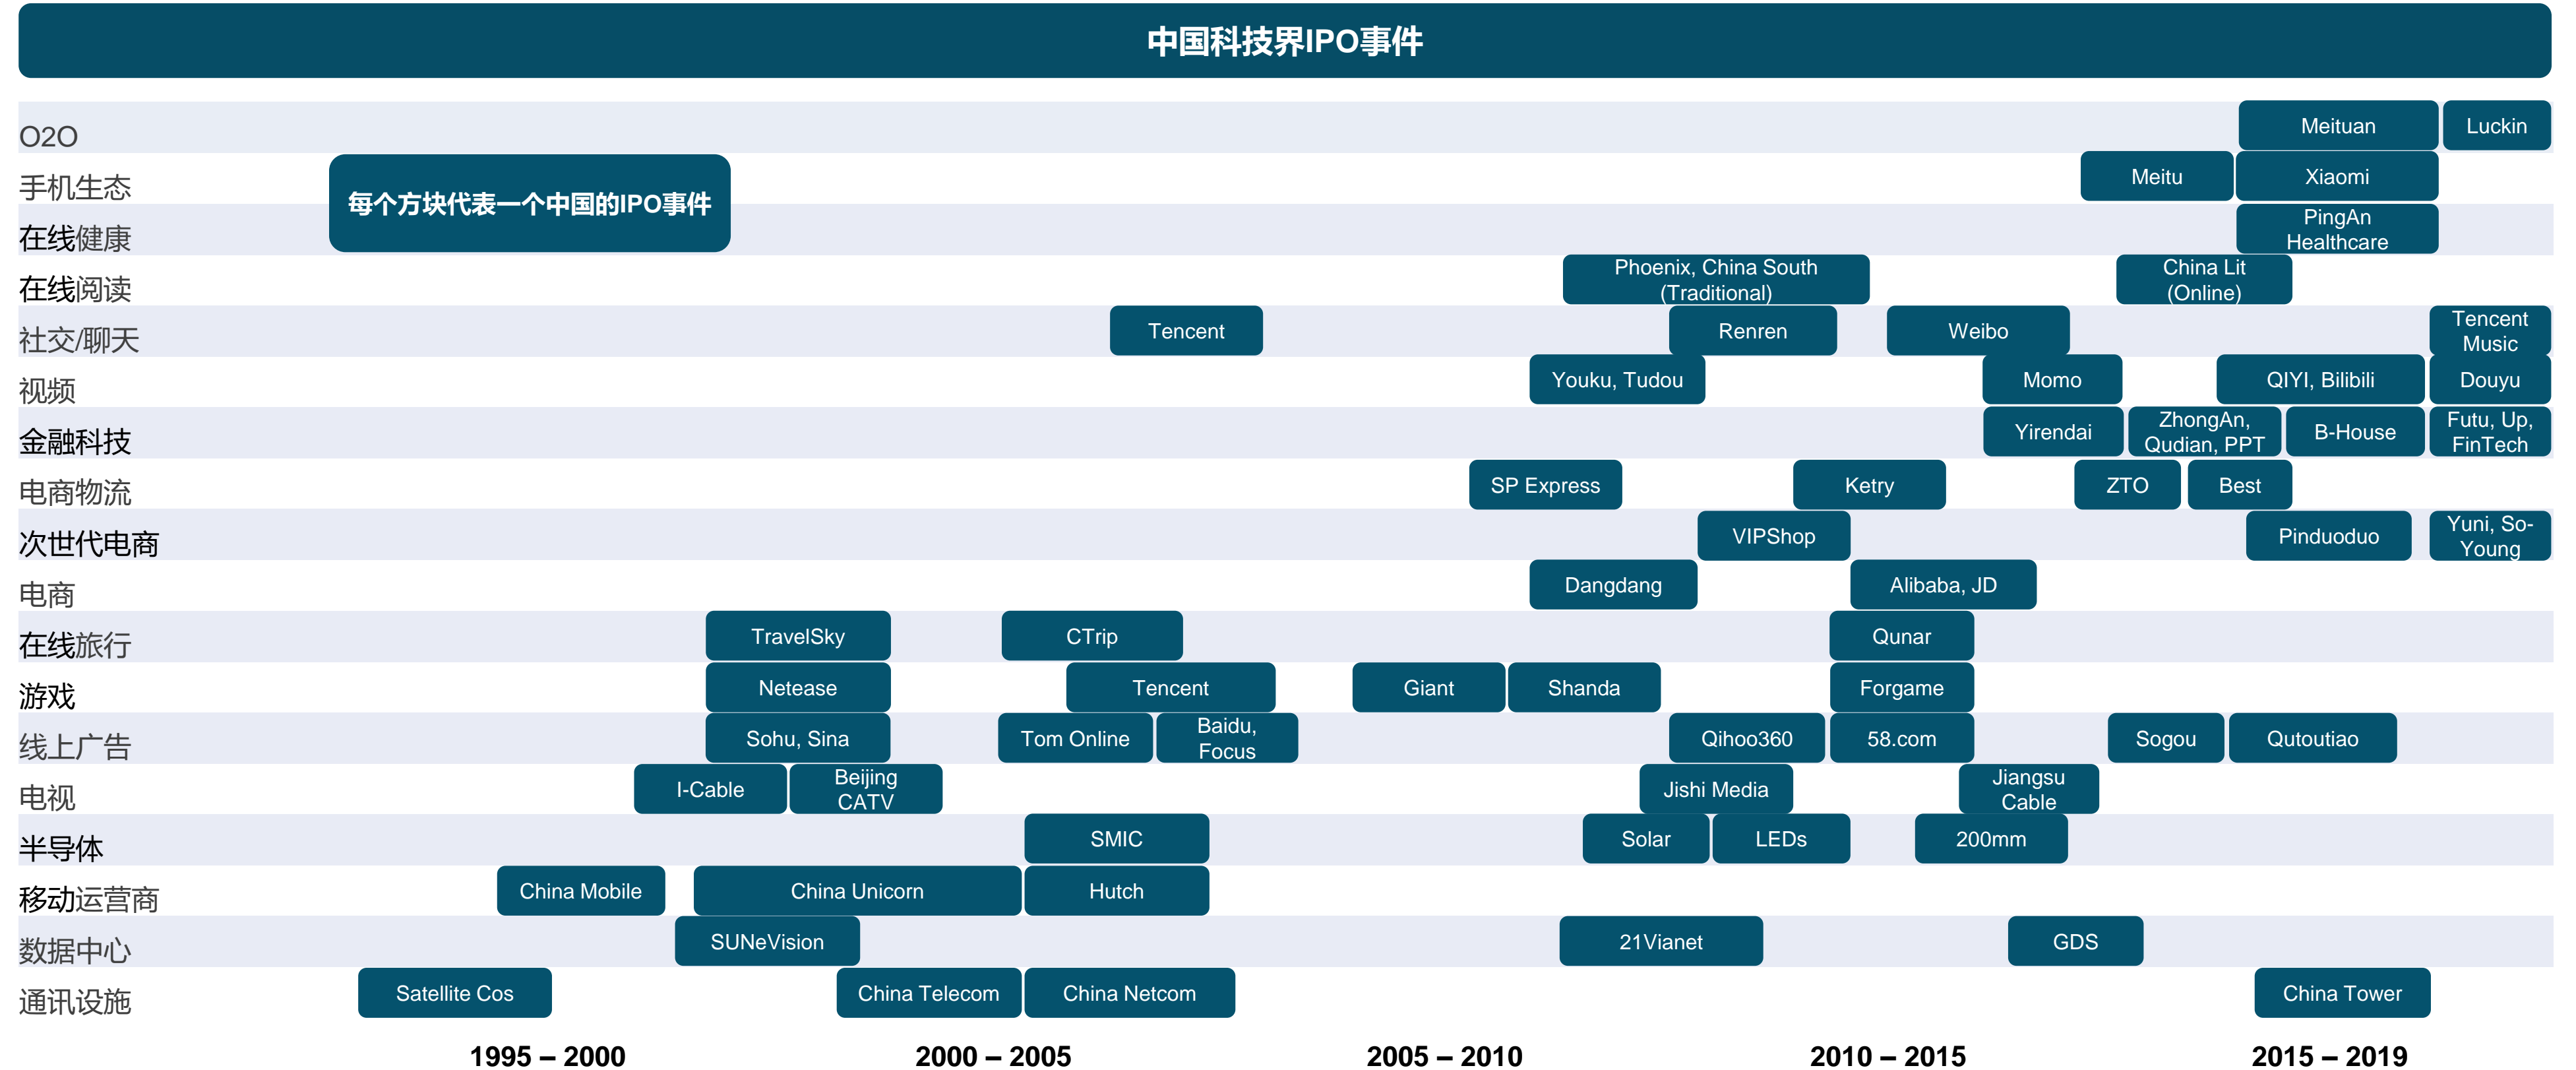 中国科技界IPO事件
O2O
Meituan
Luckin
手机生态
每个方块代表一个中国的IPO事件
Meitu
Xiaomi
在线健康
PingAn
Healthcare
在线阅读
Phoenix, China South
(Traditional)
China Lit
(Online)
社交/聊天
Tencent
Renren
Weibo
Tencent
Music
视频
Youku, Tudou
Momo
QIYI, Bilibili
Douyu
金融科技
Yirendai
ZhongAn,
Qudian, PPT
B-House
Futu, Up,
FinTech
电商物流
SP Express
Ketry
ZTO
Best
次世代电商
VIPShop
Pinduoduo
Yuni, So-
Young
电商
Dangdang
Alibaba, JD
在线旅行
TravelSky
CTrip
Qunar
游戏
Netease
Tencent
Giant
Shanda
Forgame
线上广告
Sohu, Sina
Tom Online
Baidu,
Focus
Qihoo360
58.com
Sogou
Qutoutiao
电视
I-Cable
Beijing
CATV
Jishi Media
Jiangsu
Cable
半导体
SMIC
Solar
LEDs
200mm
移动运营商
China Mobile
China Unicorn
Hutch
数据中心
SUNeVision
21Vianet
GDS
通讯设施
Satellite Cos
China Telecom
China Netcom
China Tower
1995 – 2000
2000 – 2005
2005 – 2010
2010 – 2015
2015 – 2019